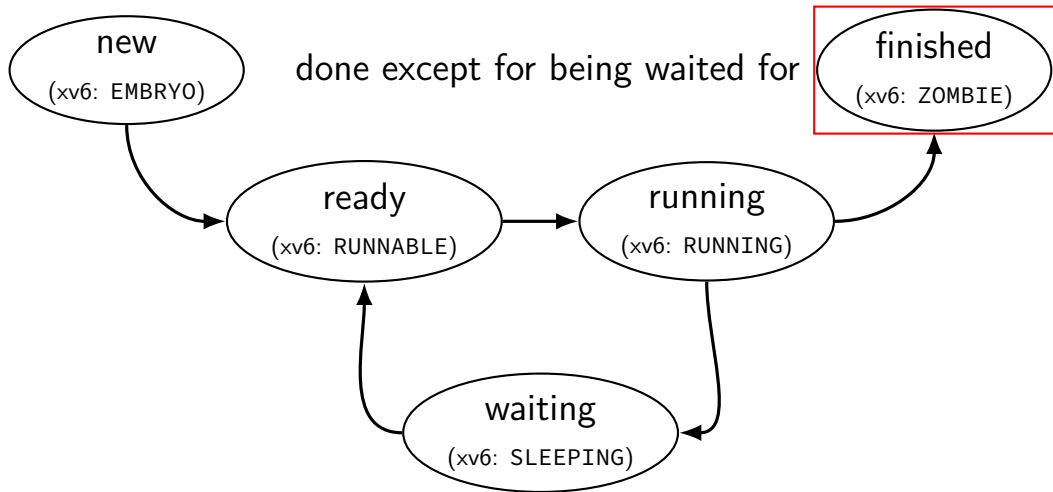 new
(xv6: EMBRYO)
done except for being waited for
finished
(xv6: ZOMBIE)
ready
(xv6: RUNNABLE)
running
(xv6: RUNNING)
waiting
(xv6: SLEEPING)